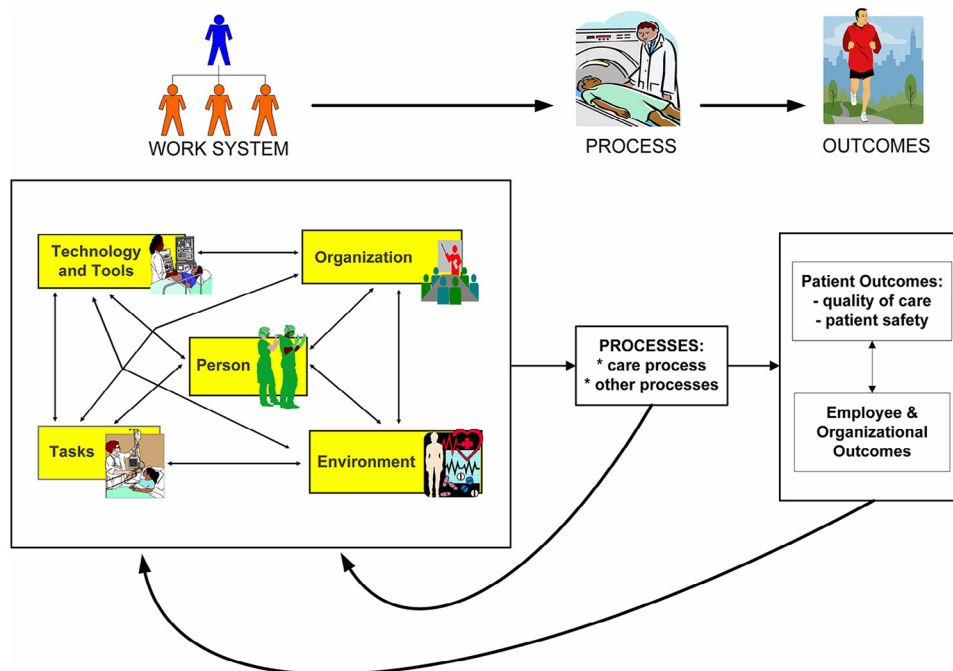 WORK SYSTEM
PROCESS
OUTCOMES
Technology
and Tools
Organization
Person
Tasks
Environment
PROCESSES:
* care process
* other processes
Patient Outcomes:
- quality of care
- patient safety
Employee &
Organizational
Outcomes